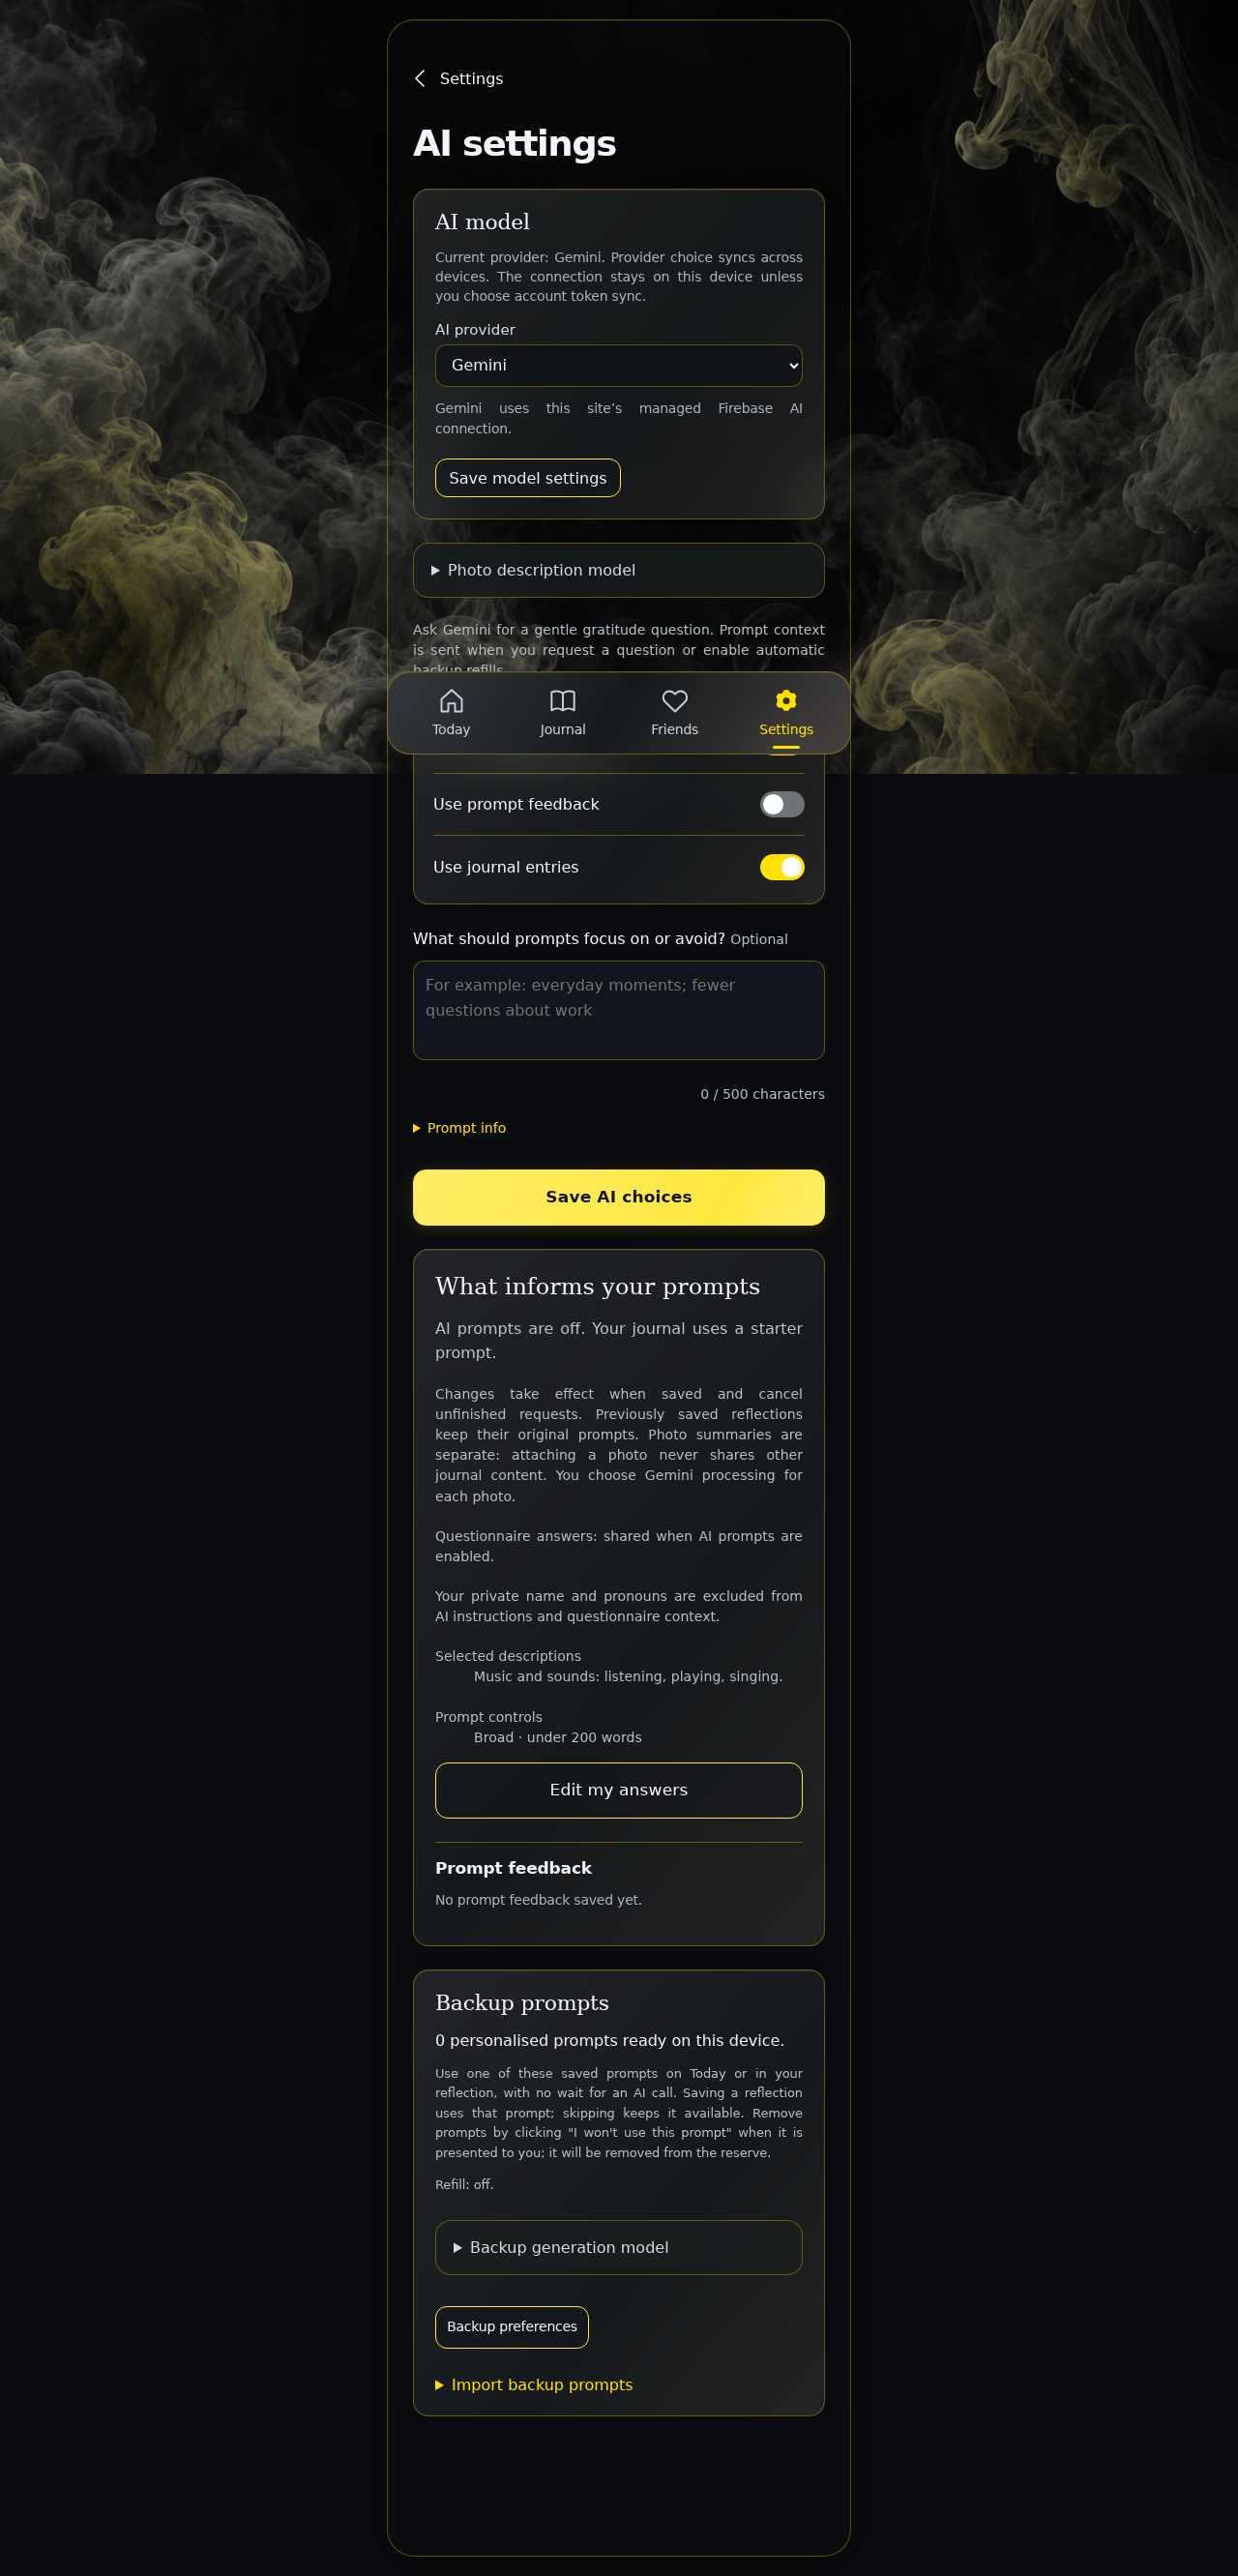 Settings
AI settings
AI model
Current provider: Gemini. Provider choice syncs across
devices. The connection stays on this device unless
you choose account token sync.
AI provider
Gemini
Gemini uses this site’s managed Firebase AI
connection.
Save model settings
Photo description model
Ask Gemini for a gentle gratitude question. Prompt context
is sent when you request a question or enable automatic
backup refills.
Today
Journal
Friends
Settings
Use prompt feedback
Use journal entries
What should prompts focus on or avoid? Optional
For example: everyday moments; fewer
questions about work
0 / 500 characters
Prompt info
Save AI choices
What informs your prompts
AI prompts are off. Your journal uses a starter
prompt.
Changes take effect when saved and cancel
unfinished requests. Previously saved reflections
keep their original prompts. Photo summaries are
separate: attaching a photo never shares other
journal content. You choose Gemini processing for
each photo.
Questionnaire answers: shared when AI prompts are
enabled.
Your private name and pronouns are excluded from
AI instructions and questionnaire context.
Selected descriptions
Music and sounds: listening, playing, singing.
Prompt controls
Broad · under 200 words
Edit my answers
Prompt feedback
No prompt feedback saved yet.
Backup prompts
0 personalised prompts ready on this device.
Use one of these saved prompts on Today or in your
reflection, with no wait for an AI call. Saving a reflection
uses that prompt; skipping keeps it available. Remove
prompts by clicking "I won't use this prompt" when it is
presented to you; it will be removed from the reserve.
Refill: off.
Backup generation model
Backup preferences
Import backup prompts